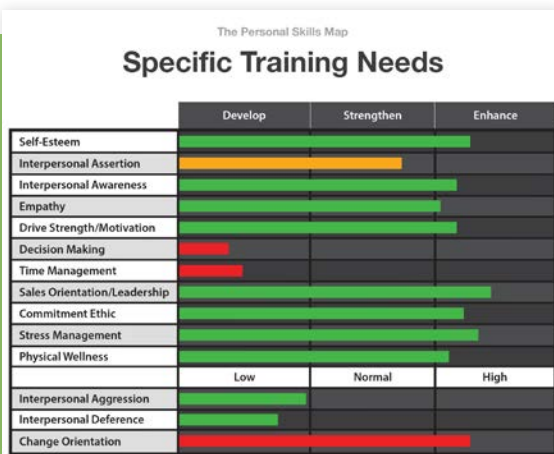 The Personal Skills Map
Specific Training Needs
Develop Strengthen Enhance
Self-Esteem
Interpersonal Assertion
Interpersonal Awareness
Empathy
Drive Strength/Motivation
Decision Making
Time Management
Sales Orientation/Leadership
Commitment Ethic
Stress Management
Physical Wellness
Low Normal High
Interpersonal Aggression
Interpersonal Deference
Change Orientation